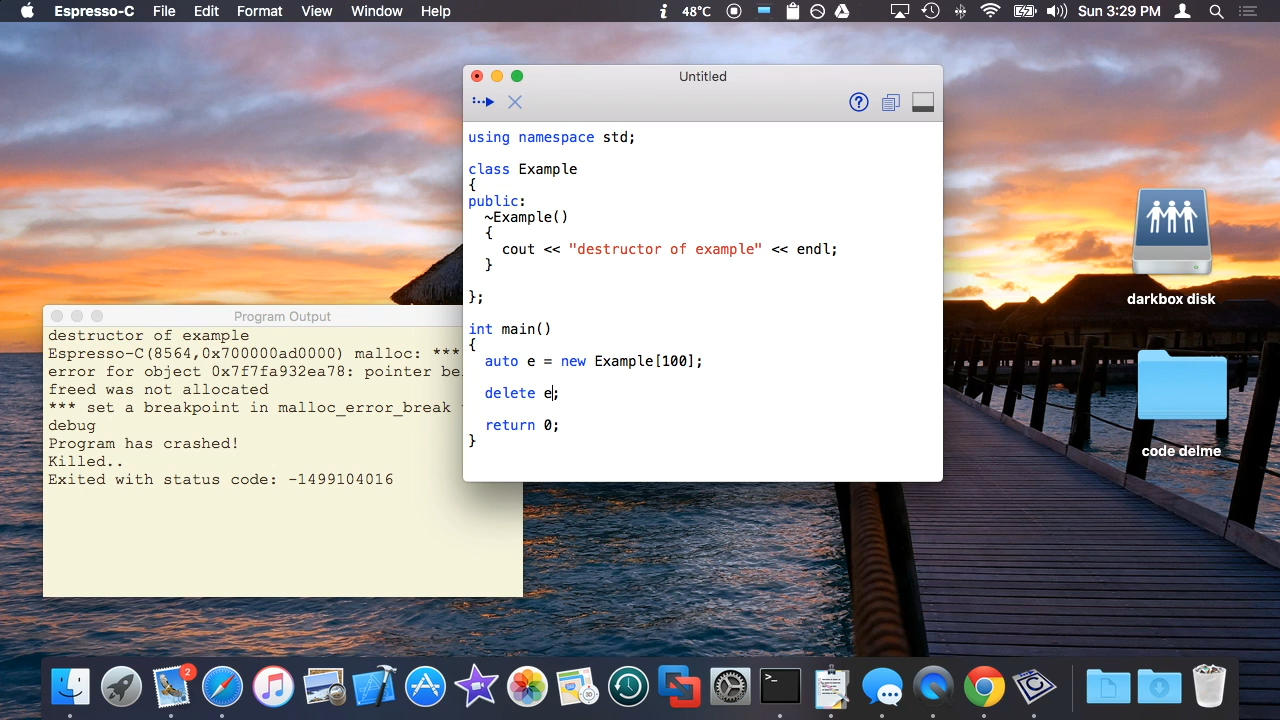 Espresso-C File Edit Format View Window Help 48°C Sun 3:29 PM
Untitled
using namespace std;
class Example
{
public:
~Example()
{
cout << "destructor of example" << endl;
}
};
int main()
{
auto e = new Example[100];
delete e;
return 0;
}
Program Output
destructor of example
Espresso-C(8564,0x700000ad0000) malloc: ***
error for object 0x7f7fa932ea78: pointer be
freed was not allocated
*** set a breakpoint in malloc_error_break
debug
Program has crashed!
Killed..
Exited with status code: -1499104016
darkbox disk
code delme
2